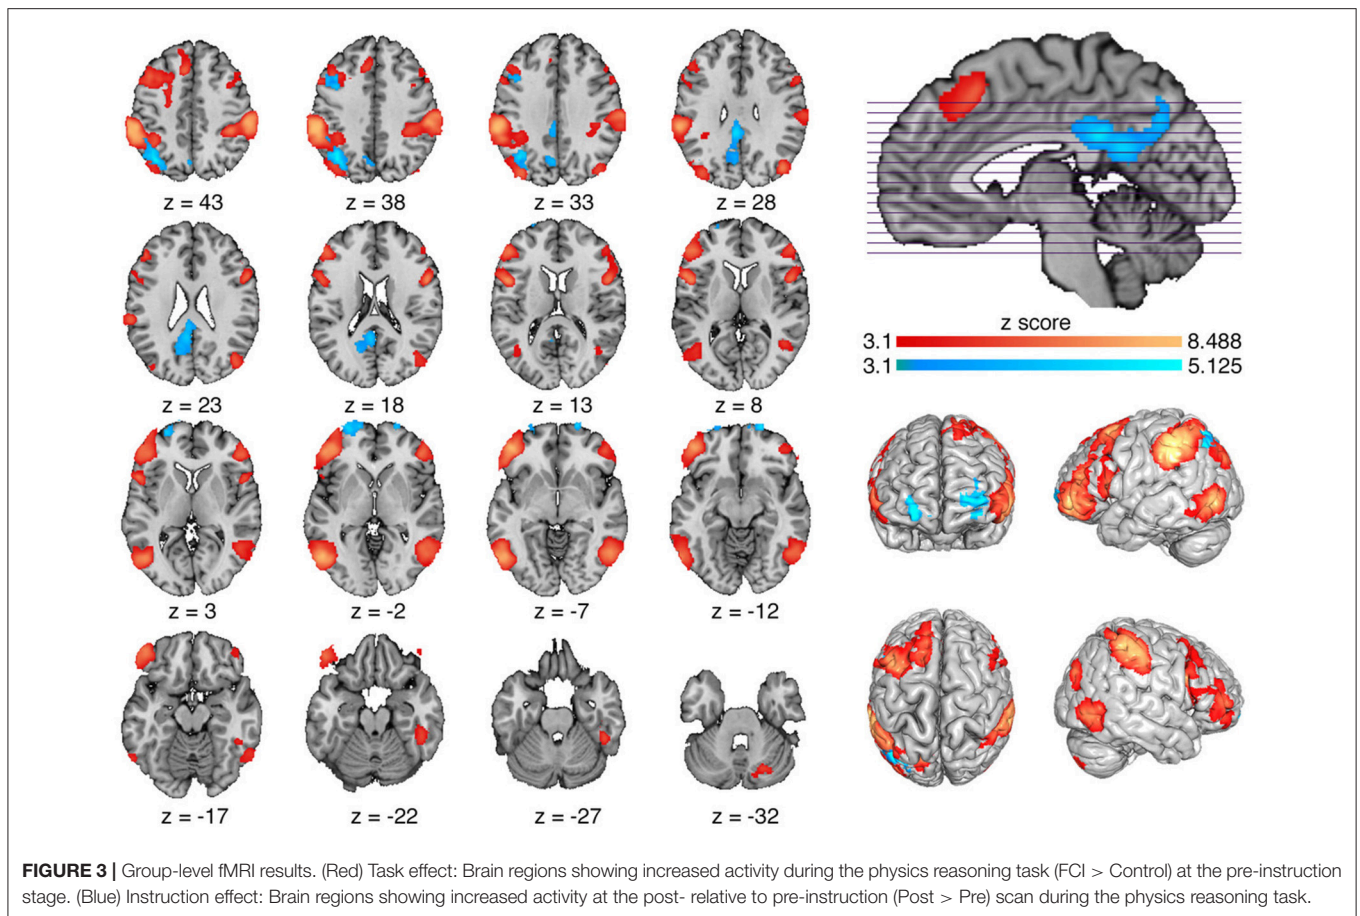 z = 43
z = 38
z = 33
z = 28
z = 23
z = 18
z = 13
z = 8
z = 3
z = -2
z = -7
z = -12
z = -17
z = -22
z = -27
z = -32
z score
3.1 8.488
3.1 5.125
FIGURE 3 | Group-level fMRI results. (Red) Task effect: Brain regions showing increased activity during the physics reasoning task (FCI > Control) at the pre-instruction
stage. (Blue) Instruction effect: Brain regions showing increased activity at the post- relative to pre-instruction (Post > Pre) scan during the physics reasoning task.